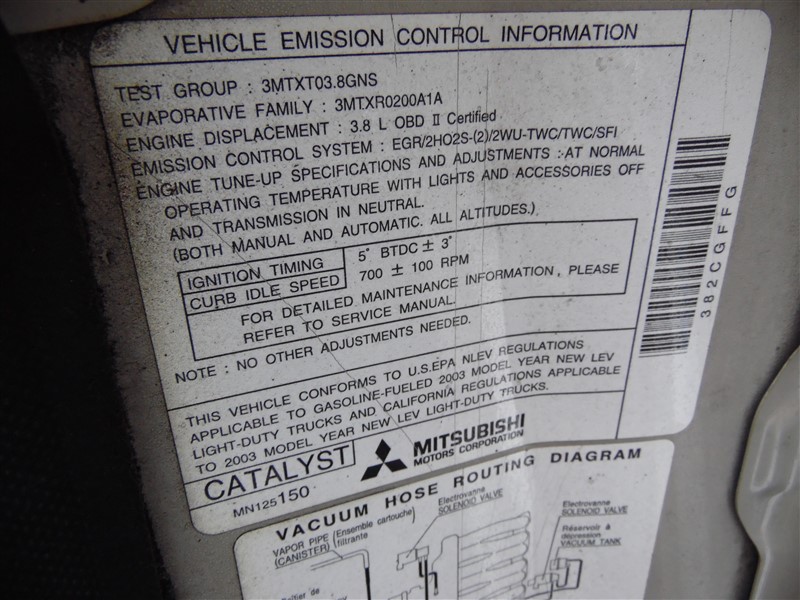 VEHICLE EMISSION CONTROL INFORMATION
TEST GROUP : 3MTXT03.8GNS
EVAPORATIVE FAMILY : 3MTXR0200A1A
ENGINE DISPLACEMENT : 3.8 L OBD II Certified
EMISSION CONTROL SYSTEM : EGR/2HO2S-(2)/2WU-TWC/TWC/SFI
ENGINE TUNE-UP SPECIFICATIONS AND ADJUSTMENTS : AT NORMAL
OPERATING TEMPERATURE WITH LIGHTS AND ACCESSORIES OFF
AND TRANSMISSION IN NEUTRAL.
(BOTH MANUAL AND AUTOMATIC. ALL ALTITUDES.)
IGNITION TIMING 5° BTDC ± 3°
CURB IDLE SPEED 700 ± 100 RPM
FOR DETAILED MAINTENANCE INFORMATION, PLEASE
REFER TO SERVICE MANUAL.
NOTE : NO OTHER ADJUSTMENTS NEEDED.
THIS VEHICLE CONFORMS TO U.S.EPA NLEV REGULATIONS
APPLICABLE TO GASOLINE-FUELED 2003 MODEL YEAR NEW LEV
LIGHT-DUTY TRUCKS AND CALIFORNIA REGULATIONS APPLICABLE
TO 2003 MODEL YEAR NEW LEV LIGHT-DUTY TRUCKS.
CATALYST
MITSUBISHI
MOTORS CORPORATION
MN125150
382CGFFG
VACUUM HOSE ROUTING DIAGRAM
VAPOR PIPE (Ensemble cartouche)
(CANISTER) filtrante
Electrovanne
SOLENOID VALVE
Electrovanne
SOLENOID VALVE
Réservoir à
dépression
VACUUM TANK
Boîtier de